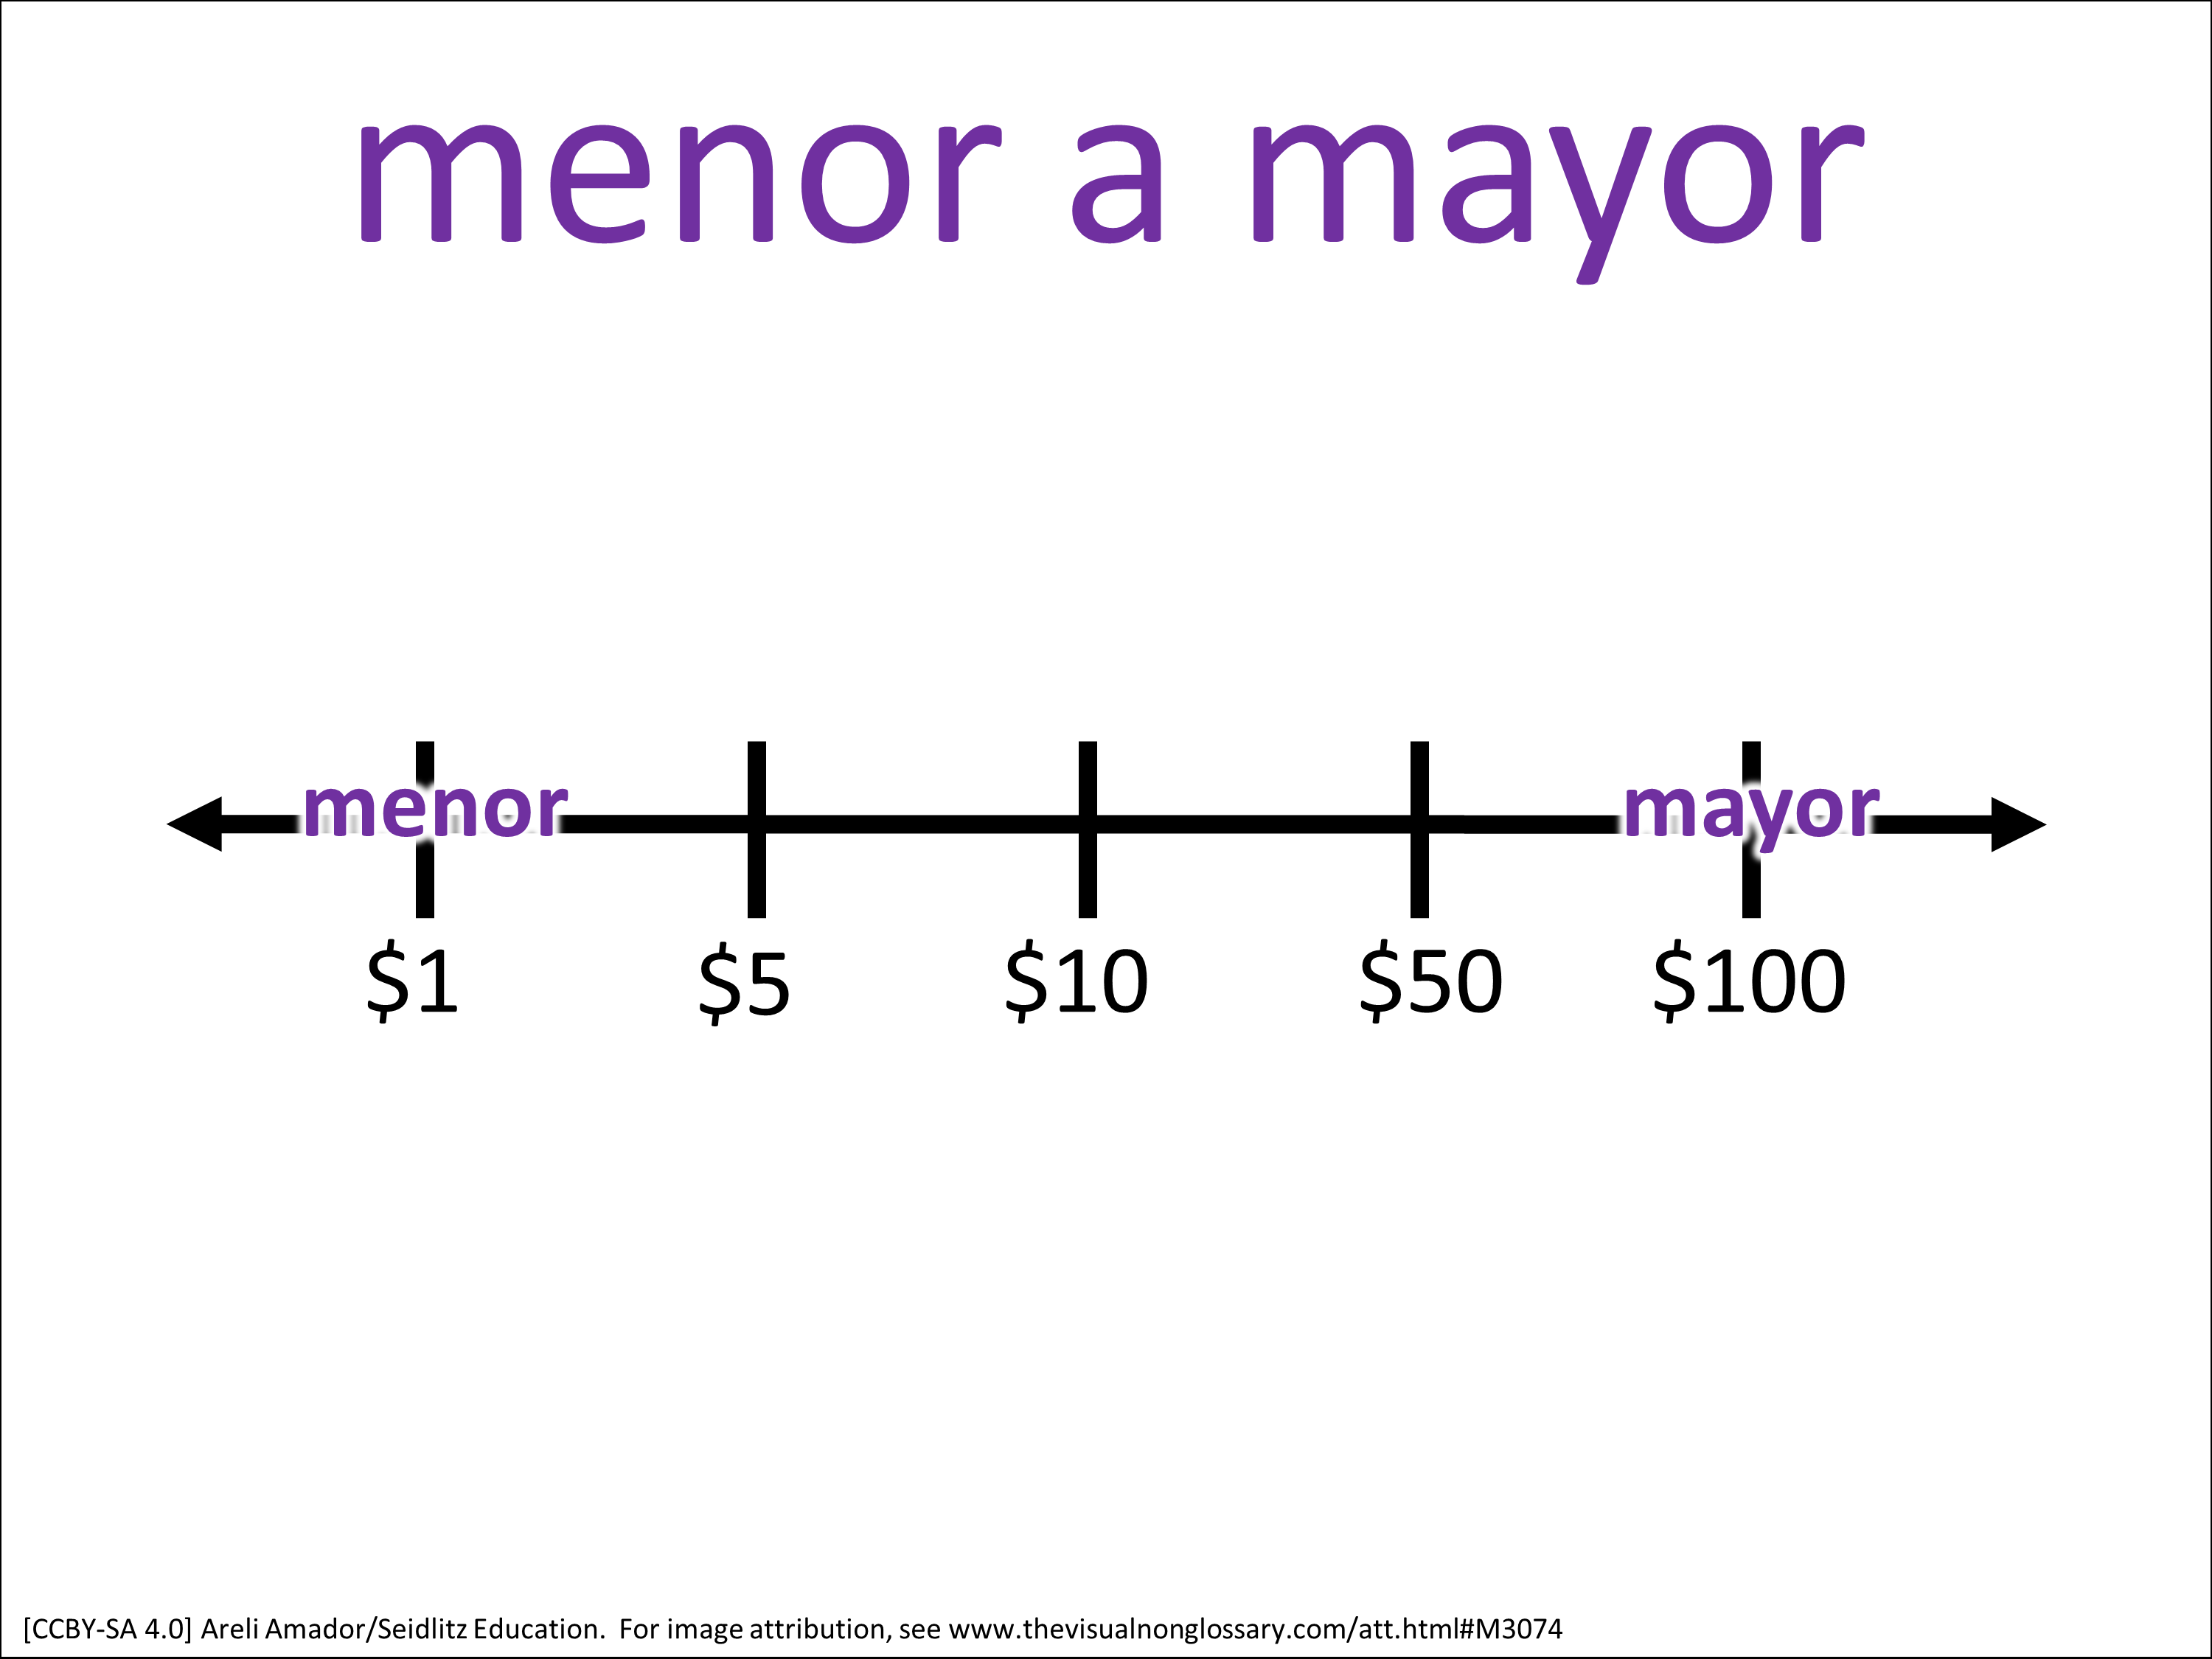 menor a mayor
menor mayor
$1 $5 $10 $50 $100
[CCBY-SA 4.0] Areli Amador/Seidlitz Education.  For image attribution, see www.thevisualnonglossary.com/att.html#M3074